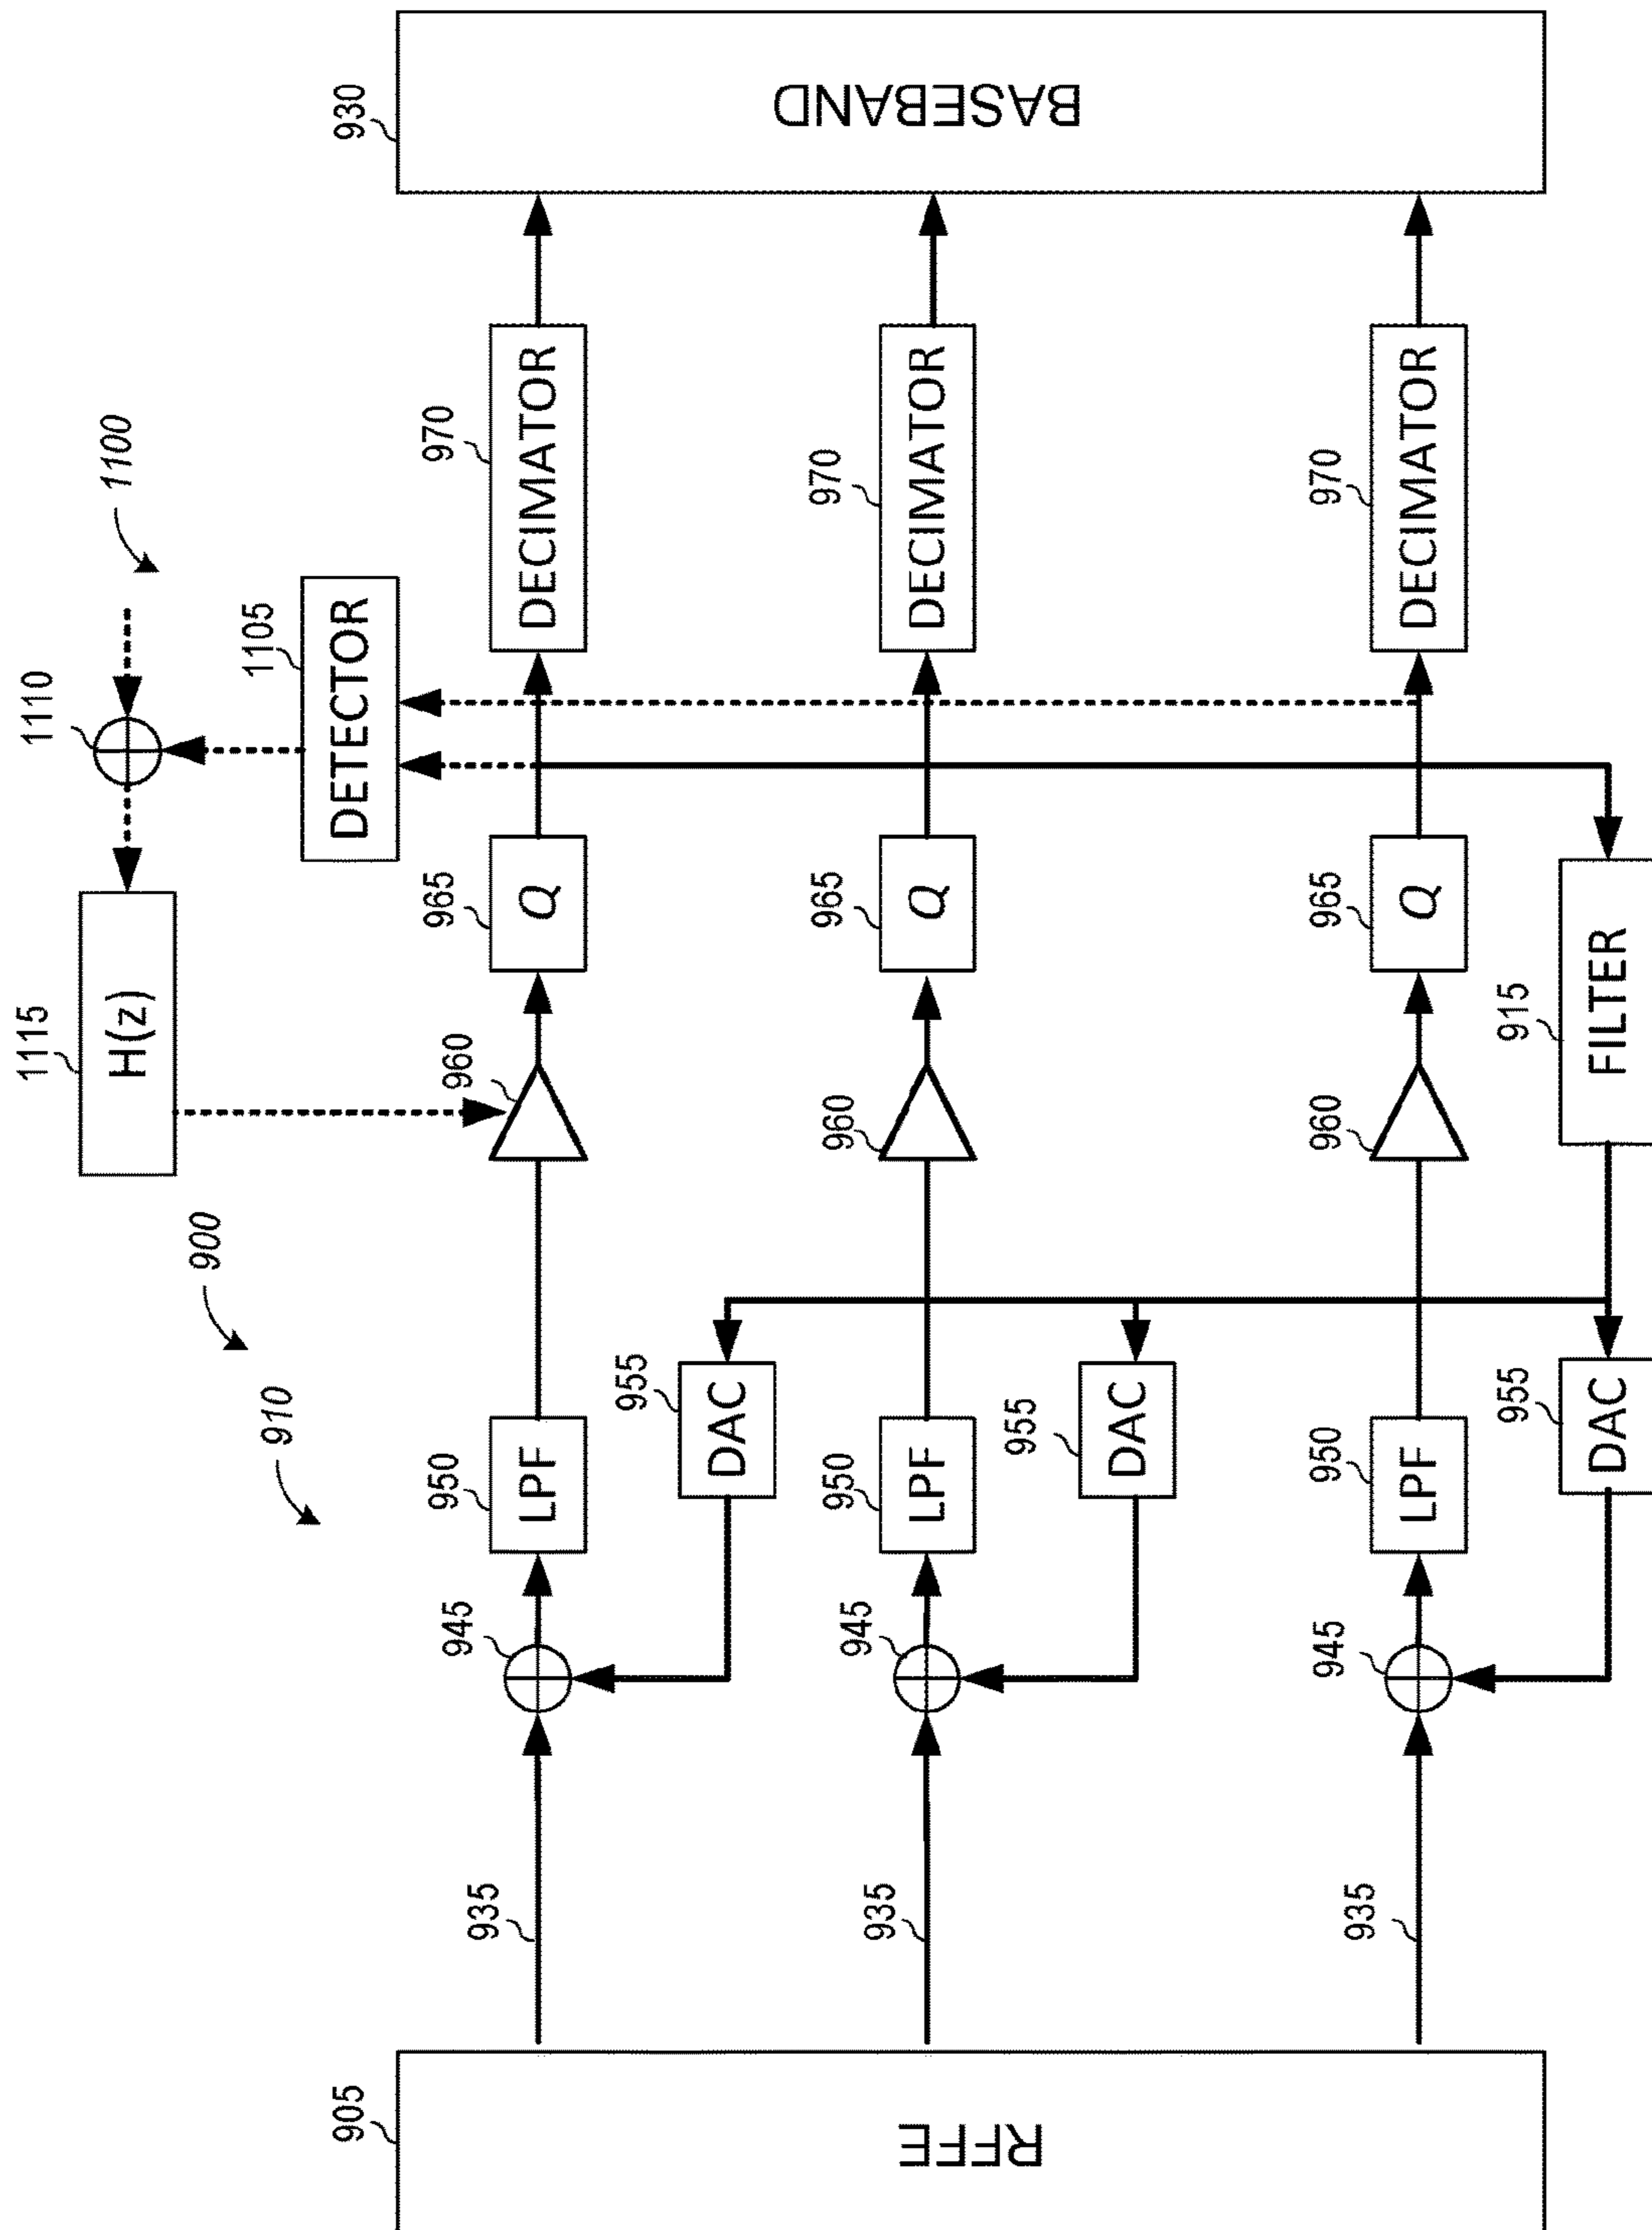 1115
H(z)
1110
1100
DETECTOR
1105
900
910
905
RFFE
935
945
950
LPF
955
DAC
960
965
Q
970
DECIMATOR
930
BASEBAND
935
945
950
LPF
955
DAC
960
965
Q
970
DECIMATOR
935
945
950
LPF
955
DAC
960
965
Q
970
DECIMATOR
915
FILTER